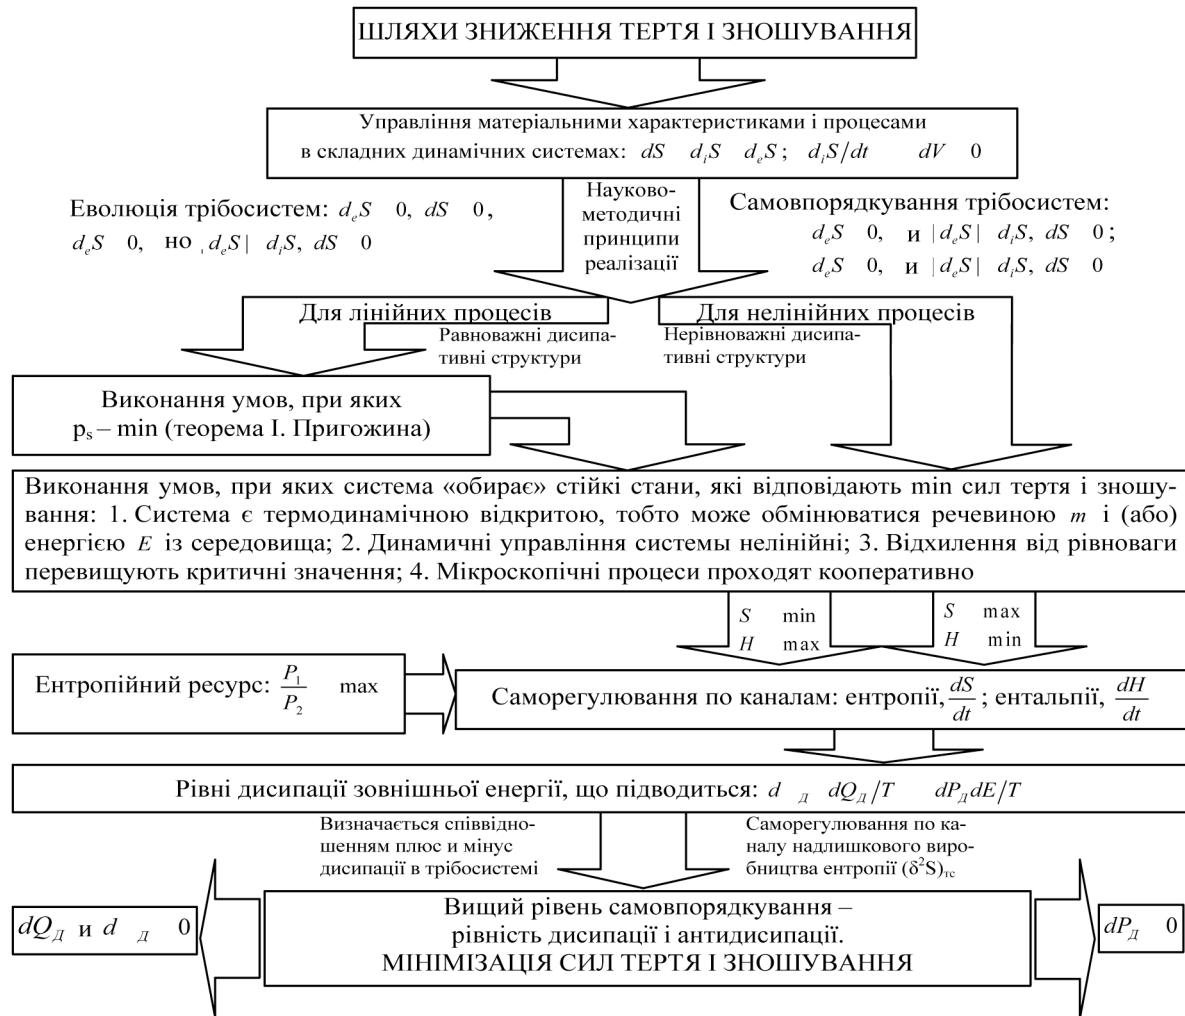 ШЛЯХИ ЗНИЖЕННЯ ТЕРТЯ І ЗНОШУВАННЯ
Управління матеріальними характеристиками і процесами
в складних динамічних системах: dS d_iS d_eS; d_iS/dt dV 0
Еволюція трібосистем: d_eS 0, dS 0,
d_eS 0, но |d_eS| d_iS, dS 0
Науково-
методичні
принципи
реалізації
Самовпорядкування трібосистем:
d_eS 0, и |d_eS| d_iS, dS 0;
d_eS 0, и |d_eS| d_iS, dS 0
Для лінійних процесів
Для нелінійних процесів
Равноважні дисипа-
тивні структури
Нерівноважні дисипа-
тивні структури
Виконання умов, при яких
p_s – min (теорема І. Пригожина)
Виконання умов, при яких система «обирає» стійкі стани, які відповідають min сил тертя і зношу-
вання: 1. Система є термодинамічною відкритою, тобто може обмінюватися речевиною m і (або)
енергією E із середовища; 2. Динамичні управління системы нелінійні; 3. Відхилення від рівноваги
перевищують критичні значення; 4. Мікроскопічні процеси проходят кооперативно
S min
H max
S max
H min
Ентропійний ресурс: P_1/P_2 max
Саморегулювання по каналам: ентропії, dS/dt; ентальпії, dH/dt
Рівні дисипації зовнішньої енергії, що підводиться: d Д dQ_Д/T dP_ДdE/T
Визначається співвідно-
шенням плюс и мінус
дисипації в трібосистемі
Саморегулювання по ка-
налу надлишкового виро-
бництва ентропії (δ²S)_тс
dQ_Д и d Д 0
Вищий рівень самовпорядкування –
рівність дисипації і антидисипації.
МІНІМІЗАЦІЯ СИЛ ТЕРТЯ І ЗНОШУВАННЯ
dP_Д 0